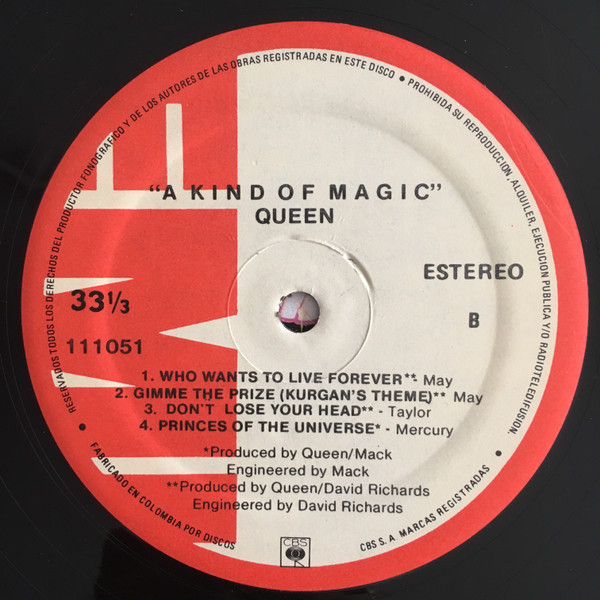 RESERVADOS TODOS LOS DERECHOS DEL PRODUCTOR FONOGRAFICO Y DE LOS AUTORES DE LAS OBRAS REGISTRADAS EN ESTE DISCO • PROHIBIDA SU REPRODUCCION, ALQUILER, EJECUCION PUBLICA Y/O RADIOTELEDIFUSION.
"A KIND OF MAGIC"
QUEEN
ESTEREO
33 1/3
B
111051
1. WHO WANTS TO LIVE FOREVER** - May
2. GIMME THE PRIZE (KURGAN'S THEME)** May
3. DON'T LOSE YOUR HEAD** - Taylor
4. PRINCES OF THE UNIVERSE* - Mercury
*Produced by Queen/Mack
Engineered by Mack
**Produced by Queen/David Richards
Engineered by David Richards
• FABRICADO EN COLOMBIA POR DISCOS
CBS
CBS S. A. MARCAS REGISTRADAS •